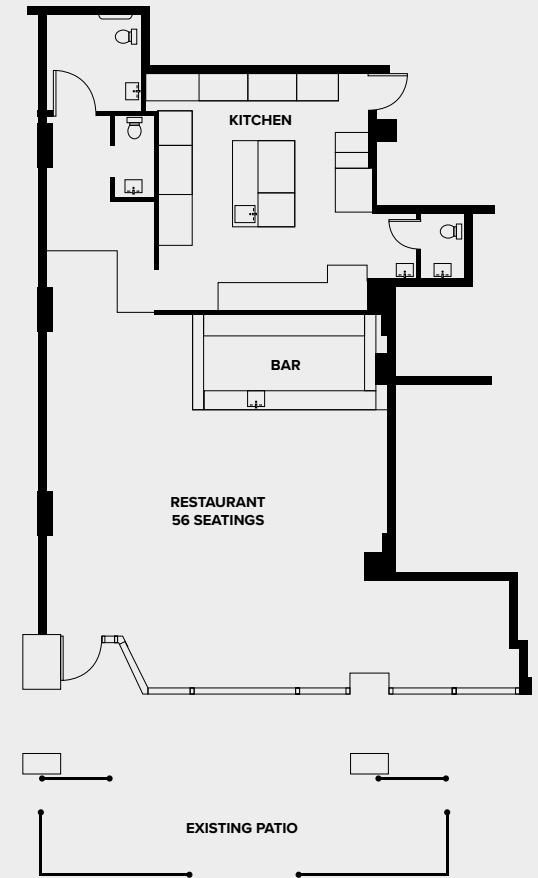 KITCHEN
BAR
RESTAURANT
56 SEATINGS
EXISTING PATIO